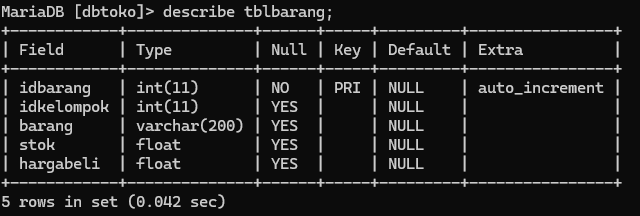 MariaDB [dbtoko]> describe tblbarang;
+------------+--------------+------+-----+---------+----------------+
| Field      | Type         | Null | Key | Default | Extra          |
+------------+--------------+------+-----+---------+----------------+
| idbarang   | int(11)      | NO   | PRI | NULL    | auto_increment |
| idkelompok | int(11)      | YES  |     | NULL    |                |
| barang     | varchar(200) | YES  |     | NULL    |                |
| stok       | float        | YES  |     | NULL    |                |
| hargabeli  | float        | YES  |     | NULL    |                |
+------------+--------------+------+-----+---------+----------------+
5 rows in set (0.042 sec)